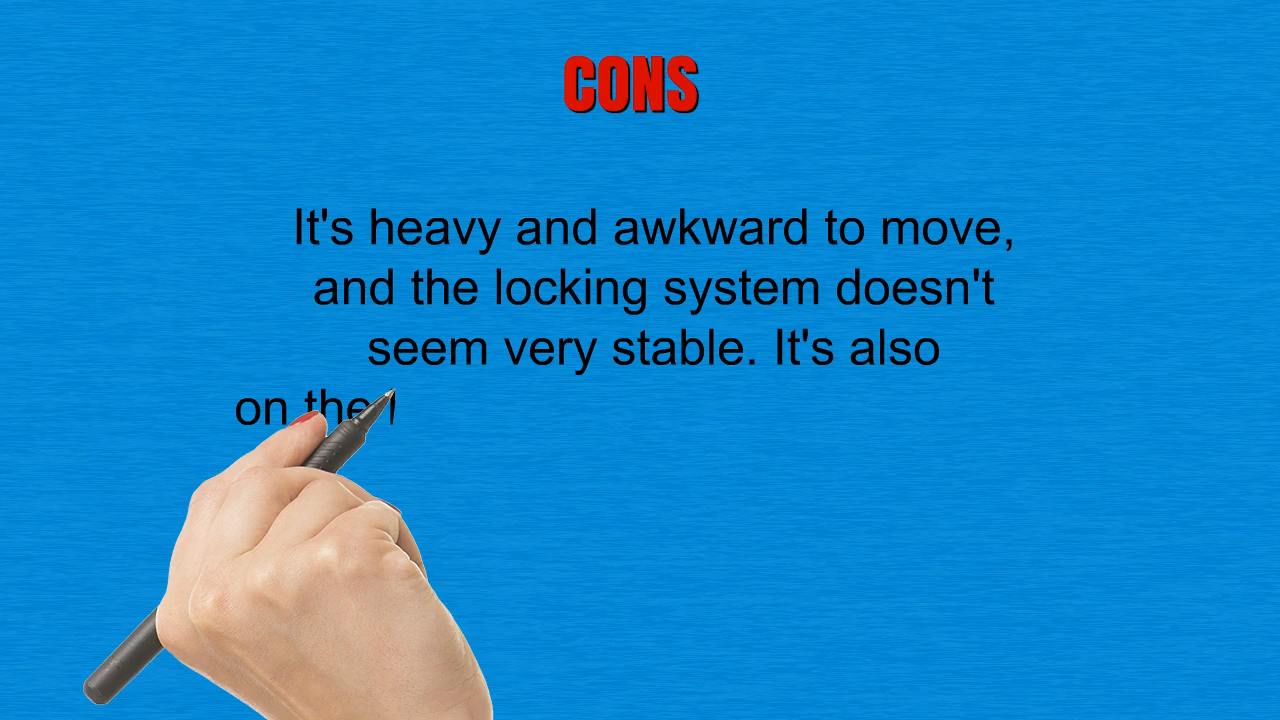 CONS
It's heavy and awkward to move,
and the locking system doesn't
seem very stable. It's also
on the